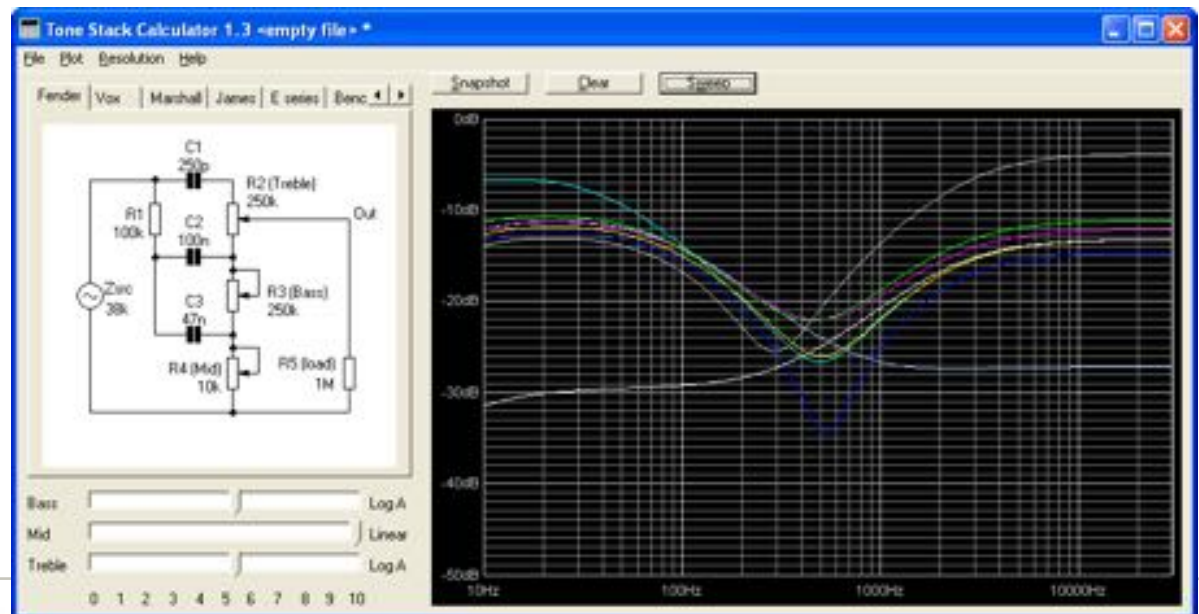 Tone Stack Calculator 1.3 <empty file> *
File Plot Resolution Help
Fender Vox Marshall James E series Benc
Snapshot Clear Sweep
C1
250p
R2 (Treble)
250k
Out
R1
100k
C2
100n
Zsrc
38k
R3 (Bass)
250k
C3
47n
R4 (Mid)
10k
R5 (load)
1M
Bass Log A
Mid Linear
Treble Log A
0 1 2 3 4 5 6 7 8 9 10
0dB
-10dB
-20dB
-30dB
-40dB
-50dB
10Hz 100Hz 1000Hz 10000Hz